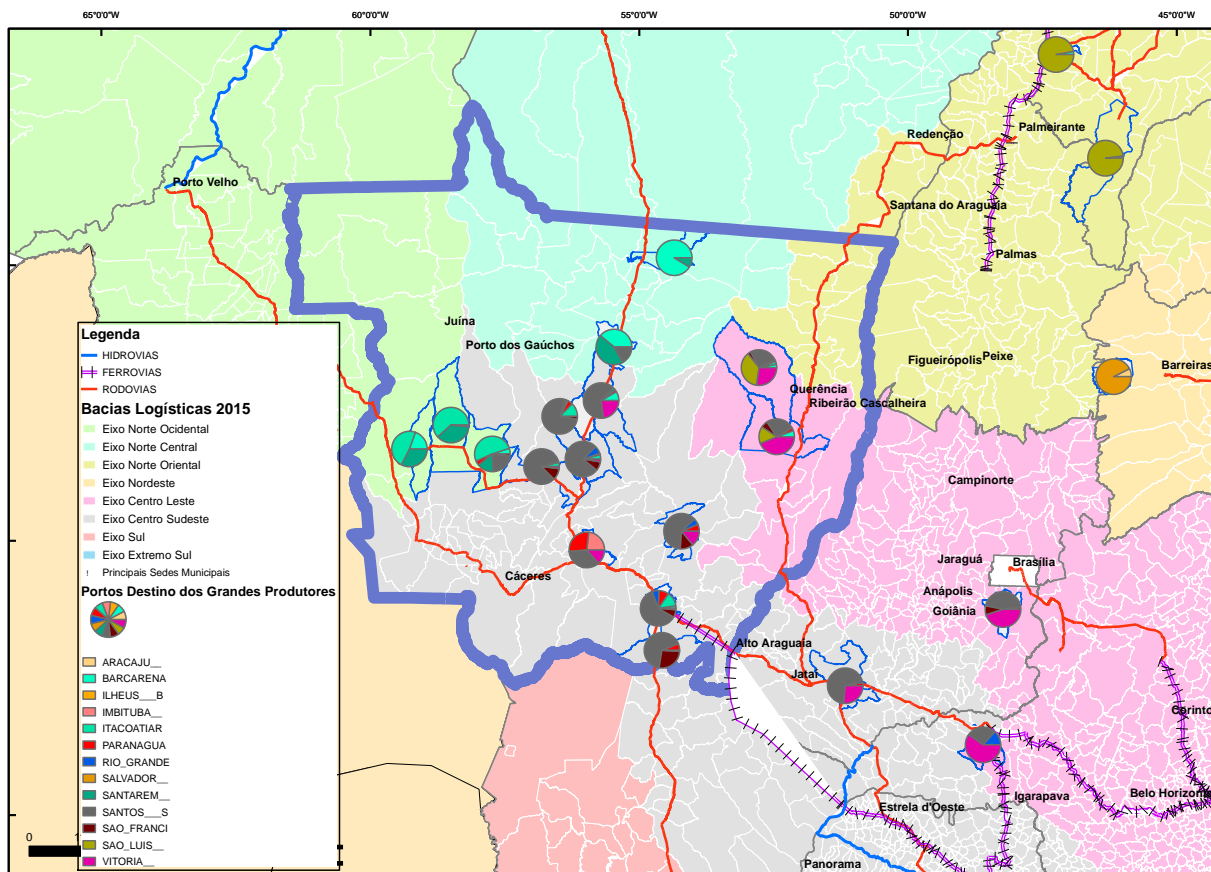 65°0'0"W 60°0'0"W 55°0'0"W 50°0'0"W 45°0'0"W
Palmeirante
Redenção
Porto Velho
Santana do Araguaia
Palmas
Juína
Porto dos Gaúchos
Figueirópolis
Peixe
Barreiras
Querência
Ribeirão Cascalheira
Campinorte
Jaraguá
Brasília
Cáceres
Anápolis
Goiânia
Alto Araguaia
Jataí
Corinto
Igarapava
Belo Horizon
Estrela d'Oeste
Panorama
Legenda
HIDROVIAS
FERROVIAS
RODOVIAS
Bacias Logísticas 2015
Eixo Norte Ocidental
Eixo Norte Central
Eixo Norte Oriental
Eixo Nordeste
Eixo Centro Leste
Eixo Centro Sudeste
Eixo Sul
Eixo Extremo Sul
! Principais Sedes Municipais
Portos Destino dos Grandes Produtores
ARACAJU__
BARCARENA
ILHEUS___B
IMBITUBA__
ITACOATIAR
PARANAGUA
RIO_GRANDE
SALVADOR__
SANTAREM__
SANTOS___S
SAO_FRANCI
SAO_LUIS__
VITORIA__
0